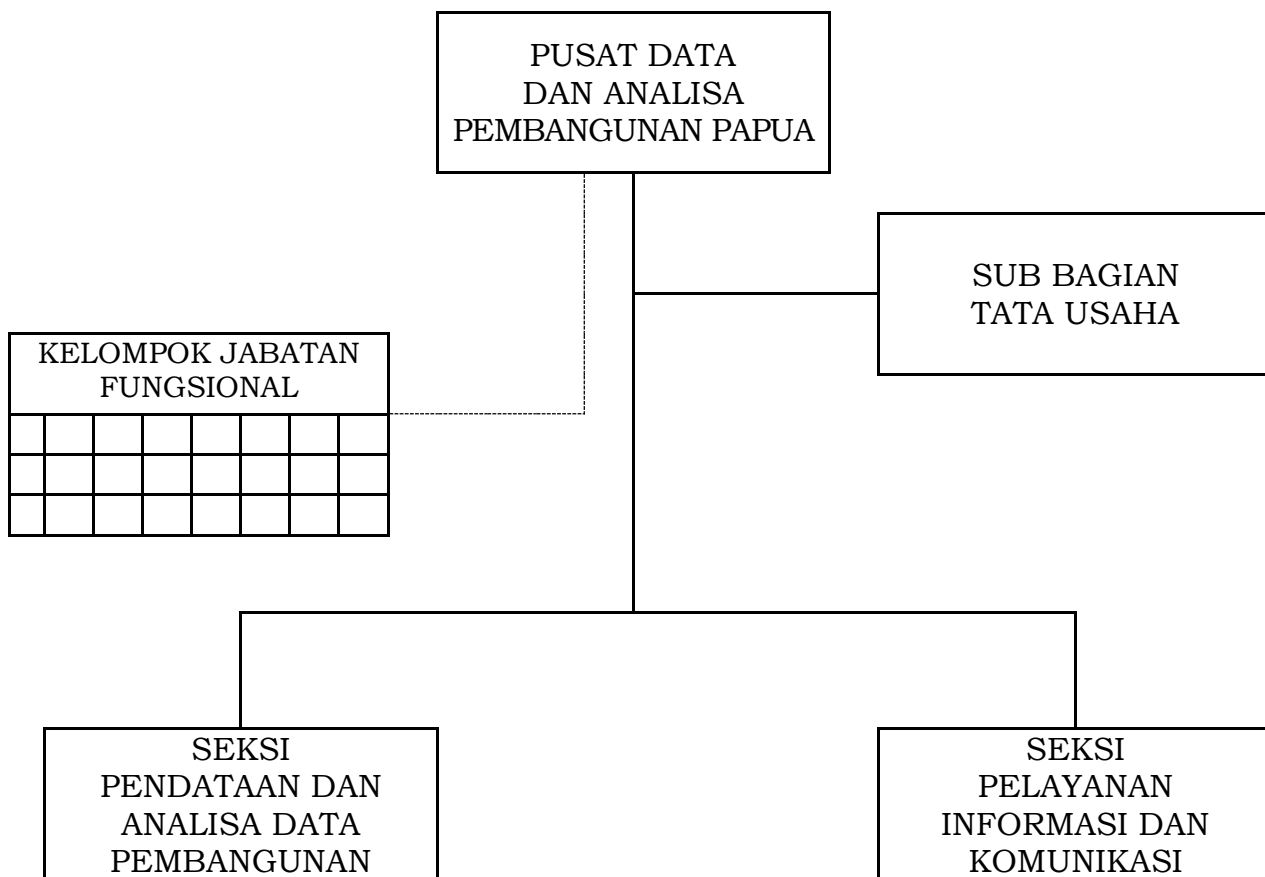 PUSAT DATA
DAN ANALISA
PEMBANGUNAN PAPUA
SUB BAGIAN
TATA USAHA
KELOMPOK JABATAN
FUNGSIONAL
SEKSI
PENDATAAN DAN
ANALISA DATA
PEMBANGUNAN
SEKSI
PELAYANAN
INFORMASI DAN
KOMUNIKASI